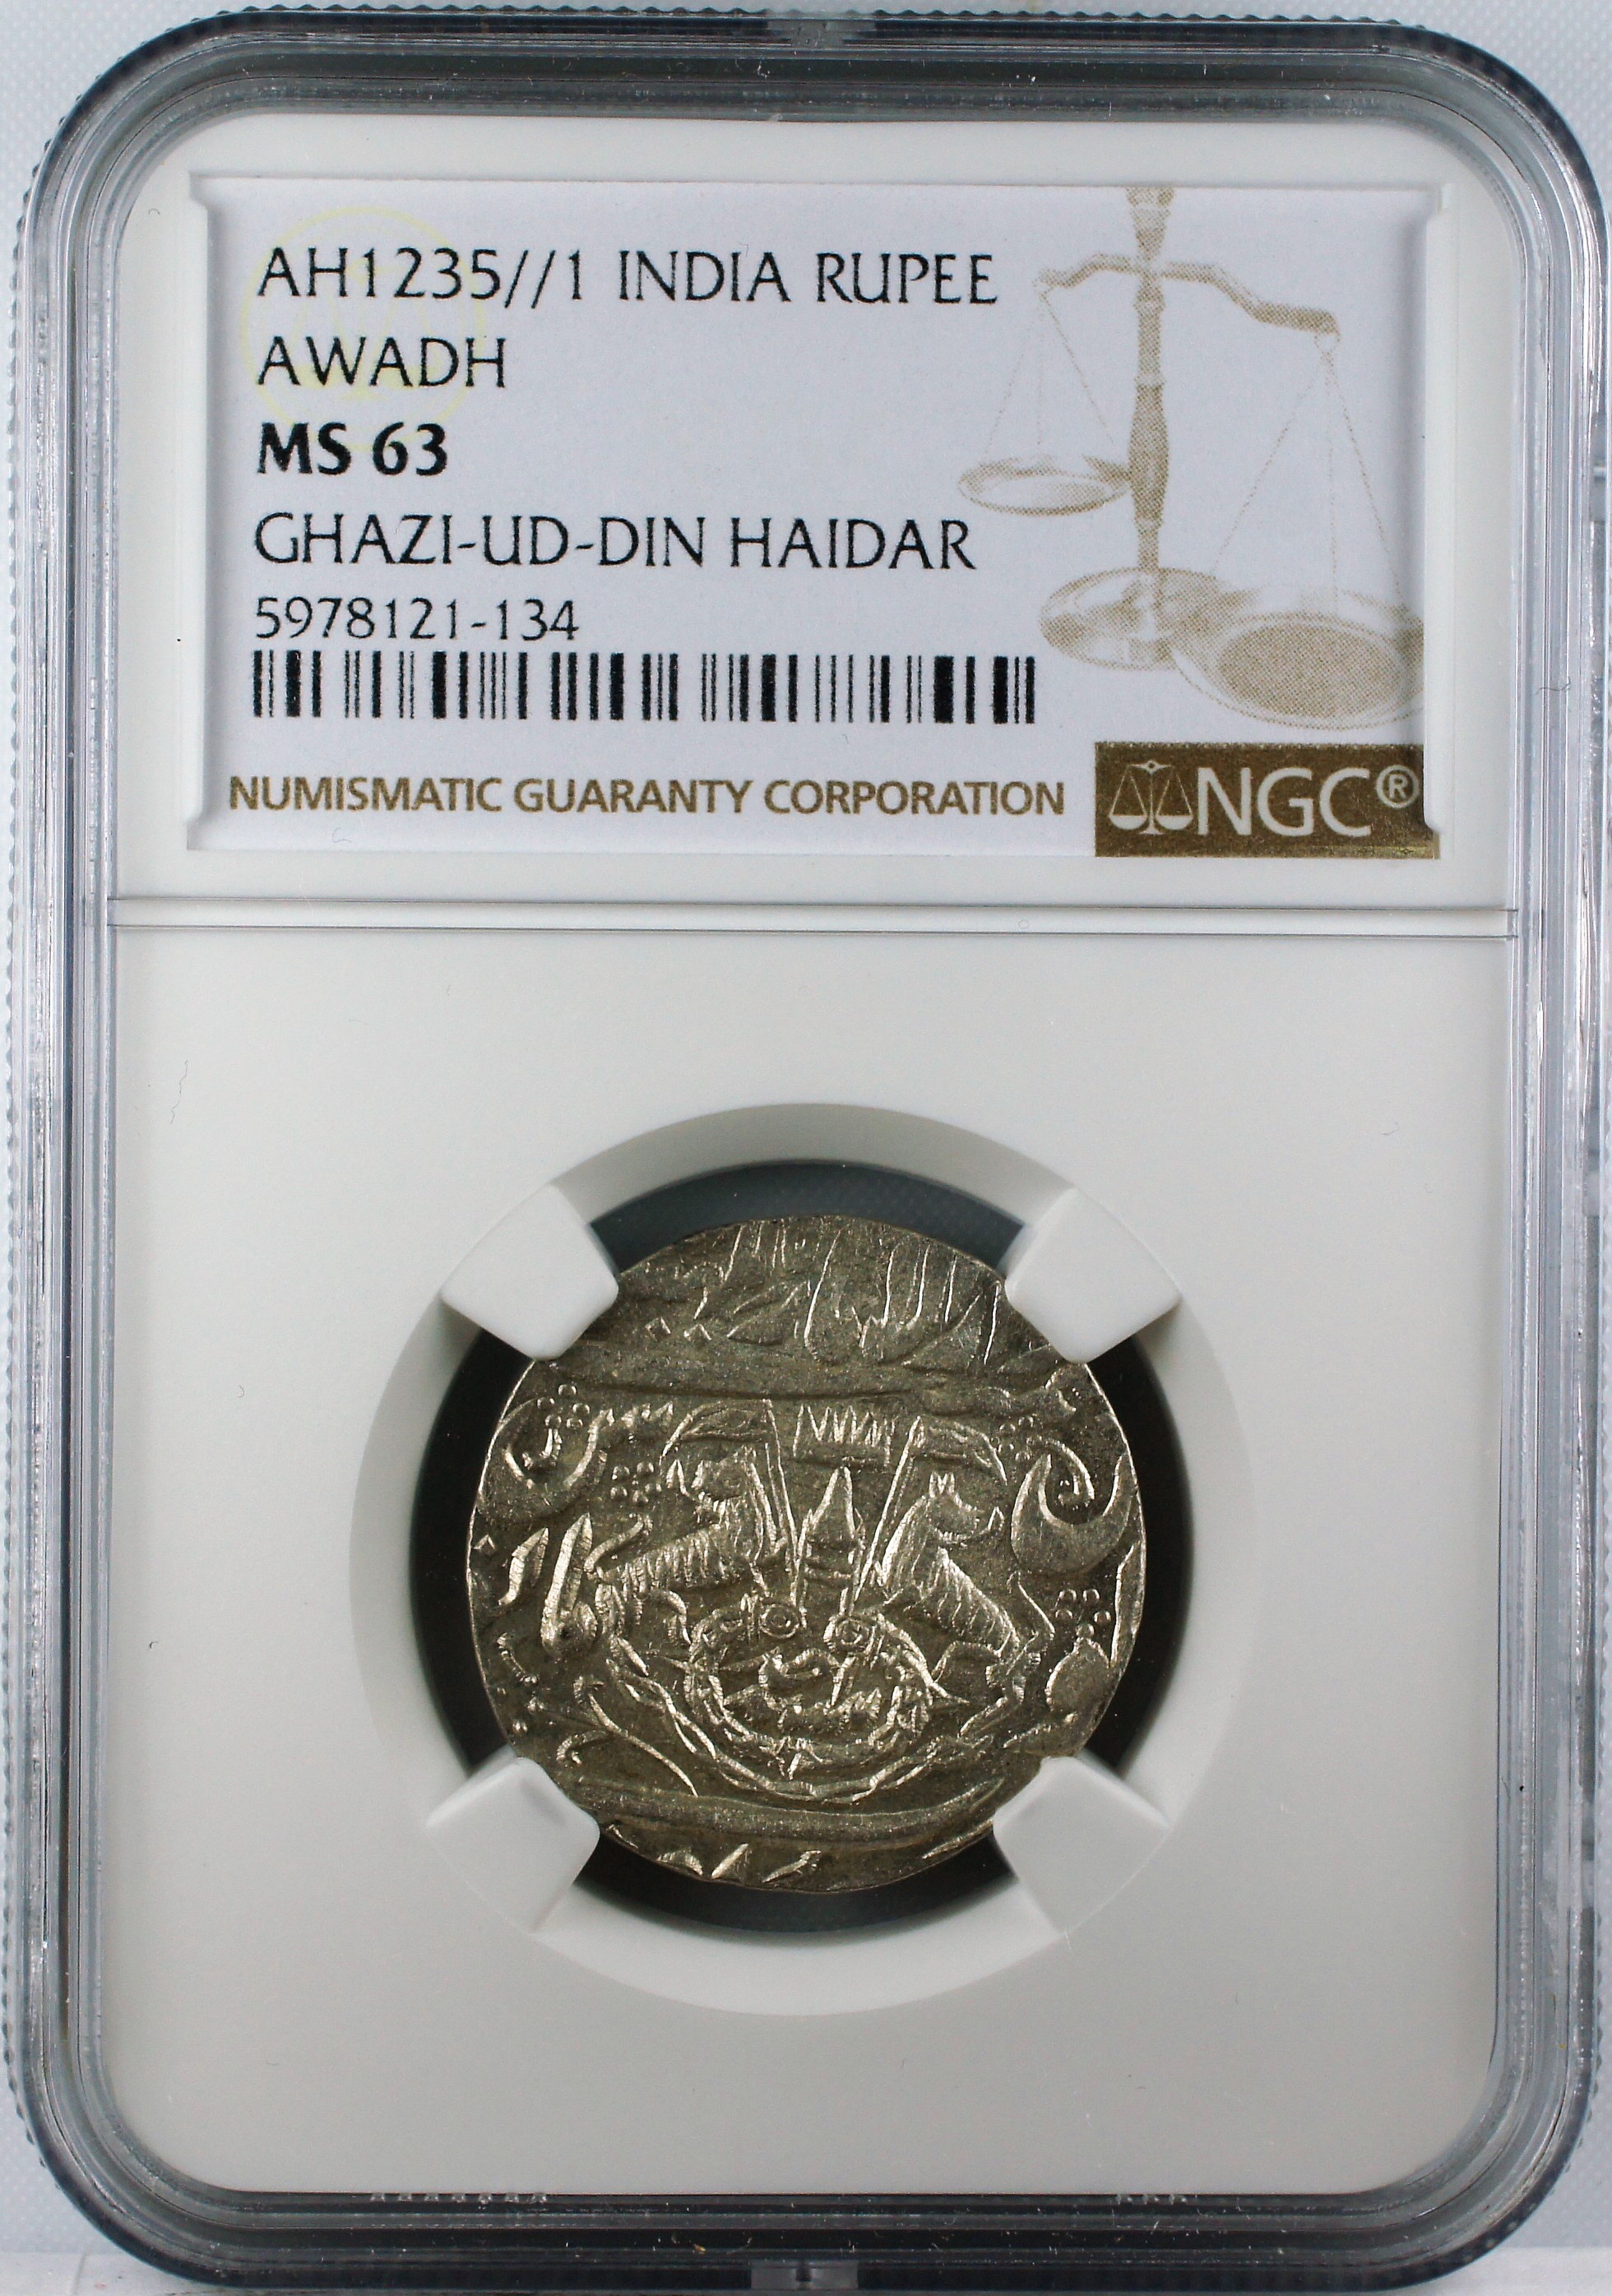 AH1235//1 INDIA RUPEE
AWADH
MS 63
GHAZI-UD-DIN HAIDAR
5978121-134
NUMISMATIC GUARANTY CORPORATION
NGC®